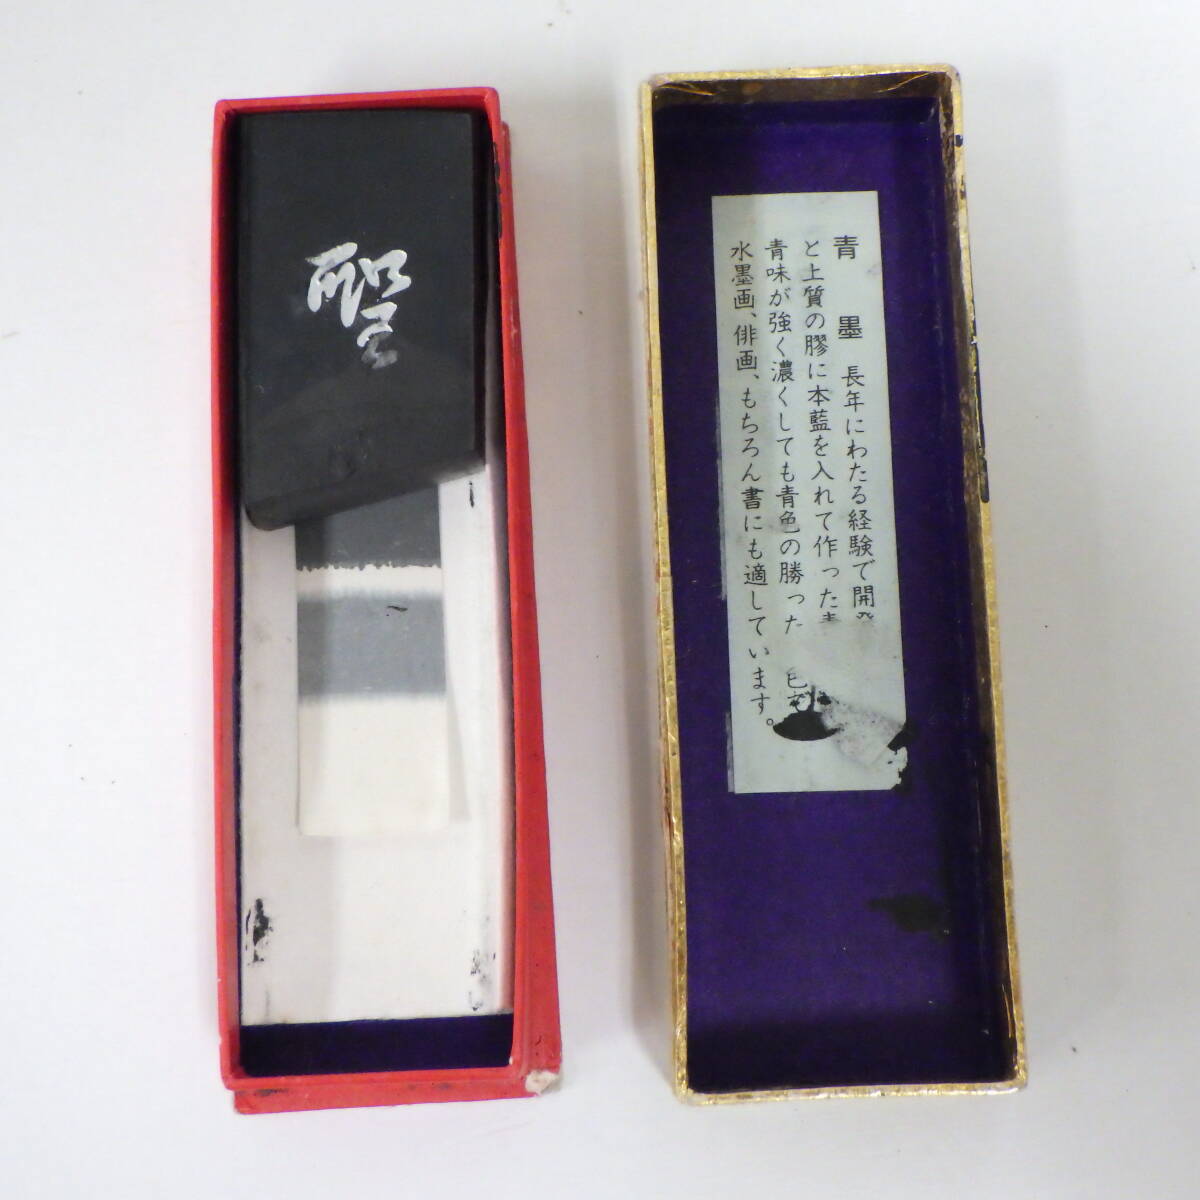 聖
青墨 長年にわたる経験で開
と上質の膠に本藍を入れて作った
青味が強く濃くしても青色の勝った
水墨画、俳画、もちろん書にも適しています。